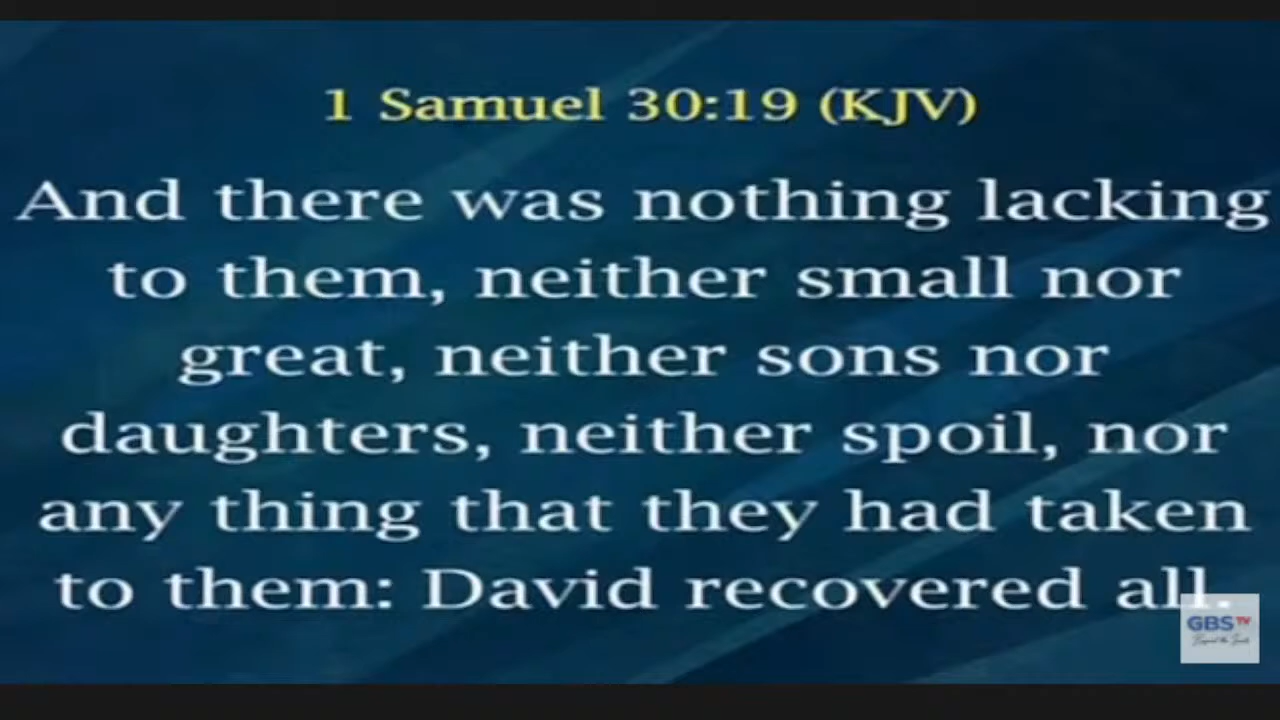 1 Samuel 30:19 (KJV)
And there was nothing lacking
to them, neither small nor
great, neither sons nor
daughters, neither spoil, nor
any thing that they had taken
to them: David recovered all.
GBS TV